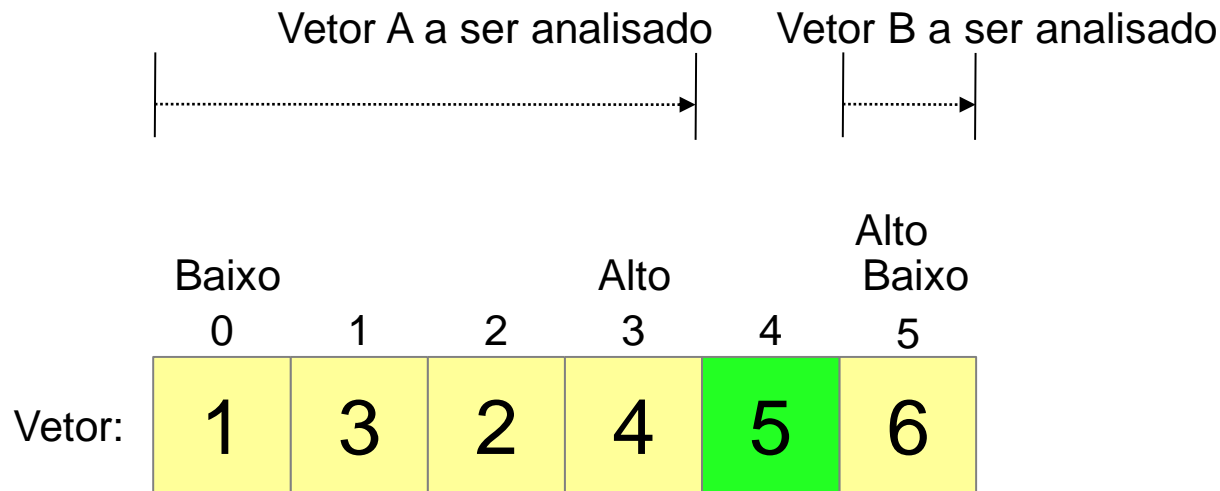 Vetor A a ser analisado Vetor B a ser analisado
Alto
Baixo Alto Baixo
0 1 2 3 4 5
Vetor: 1 3 2 4 5 6